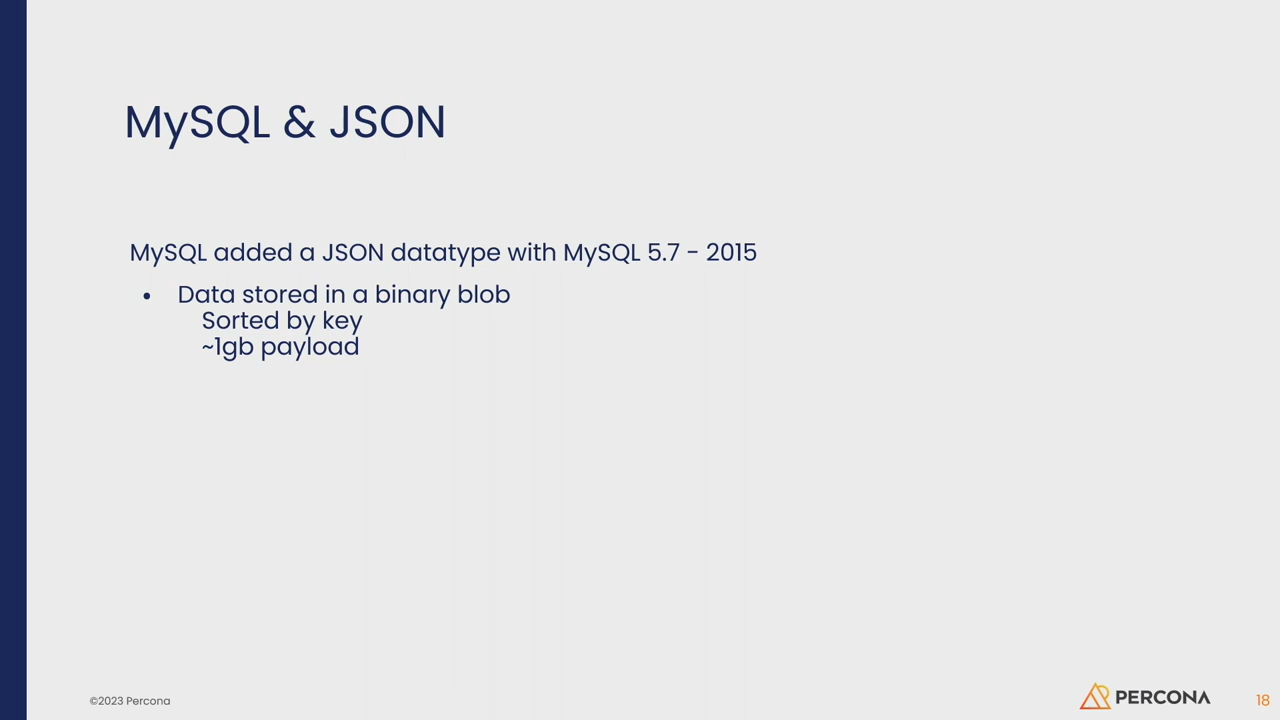 MySQL & JSON
MySQL added a JSON datatype with MySQL 5.7 - 2015
• Data stored in a binary blob
Sorted by key
~1gb payload
©2023 Percona
PERCONA
18